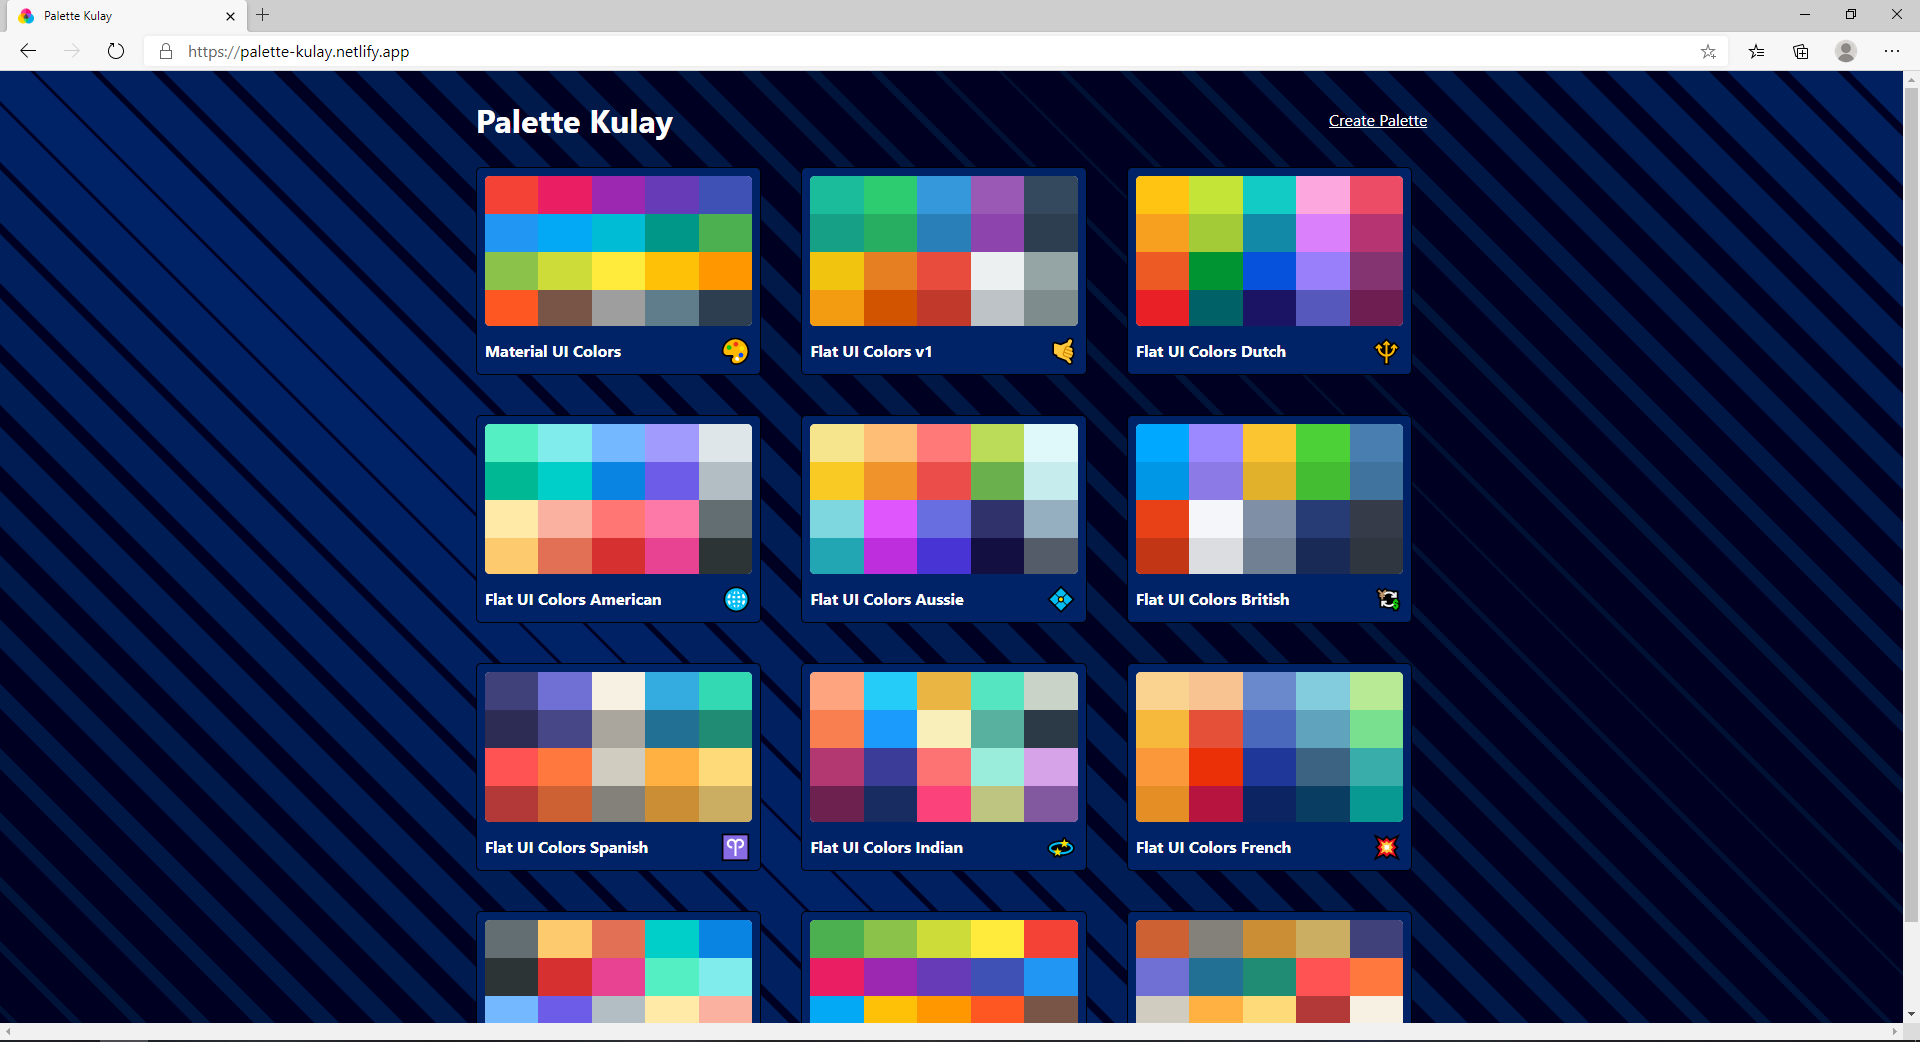 Palette Kulay
https://palette-kulay.netlify.app
Palette Kulay
Create Palette
Material UI Colors
Flat UI Colors v1
Flat UI Colors Dutch
Flat UI Colors American
Flat UI Colors Aussie
Flat UI Colors British
Flat UI Colors Spanish
Flat UI Colors Indian
Flat UI Colors French